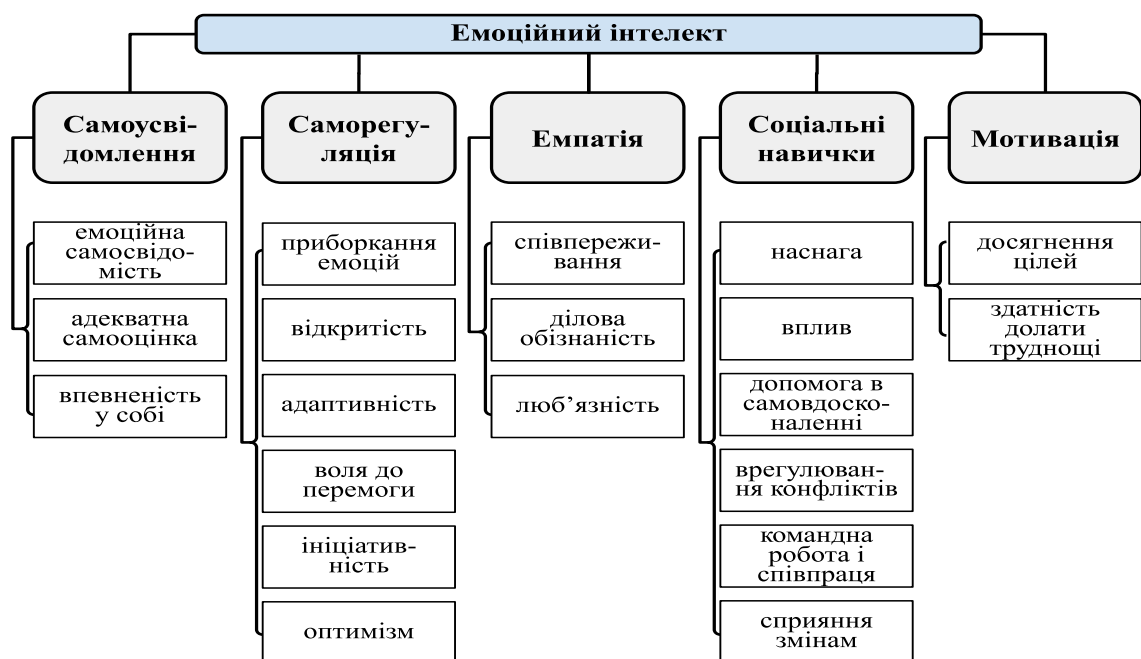 Емоційний інтелект
Самоусві-
домлення
емоційна
самосвідо-
мість
адекватна
самооцінка
впевненість
у собі
Саморегу-
ляція
приборкання
емоцій
відкритість
адаптивність
воля до
перемоги
ініціатив-
ність
оптимізм
Емпатія
співпережи-
вання
ділова
обізнаність
люб’язність
Соціальні
навички
наснага
вплив
допомога в
самовдоско-
наленні
врегулюван-
ня конфліктів
командна
робота і
співпраця
сприяння
змінам
Мотивація
досягнення
цілей
здатність
долати
труднощі